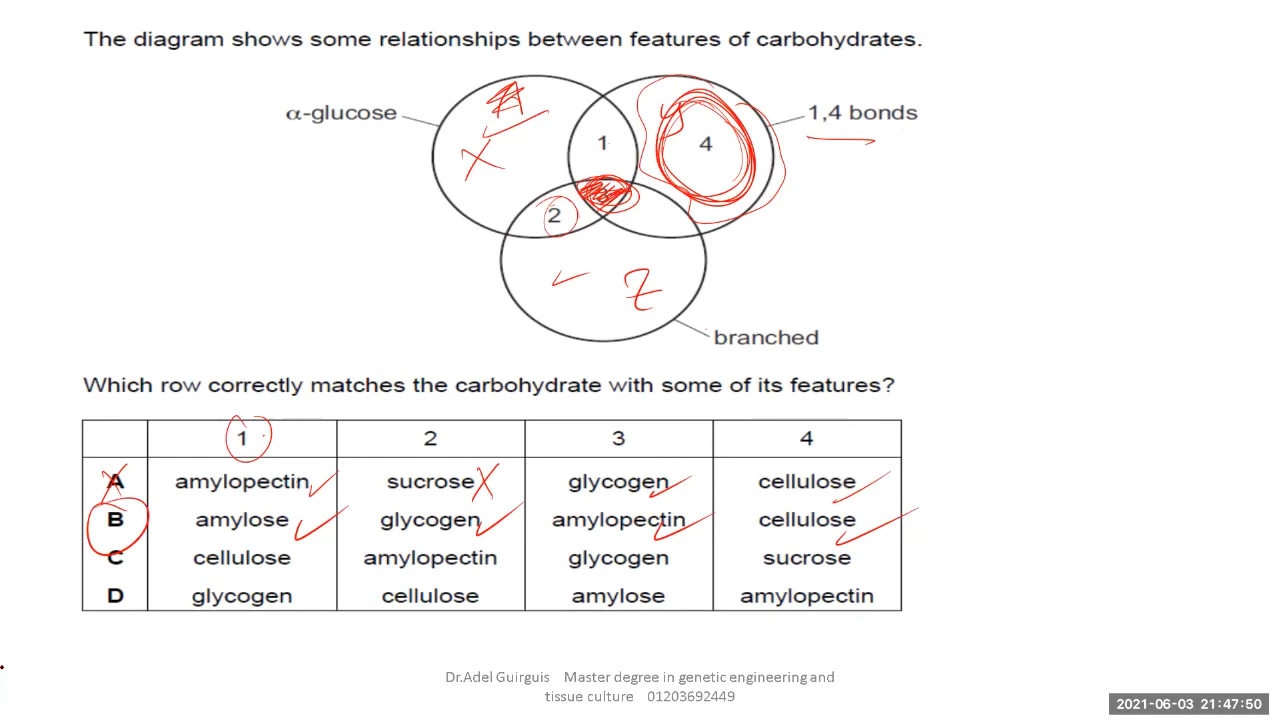 The diagram shows some relationships between features of carbohydrates.
α-glucose
1,4 bonds
X
y
1
4
2
Z
branched
Which row correctly matches the carbohydrate with some of its features?
1 2 3 4
A amylopectin sucrose glycogen cellulose
B amylose glycogen amylopectin cellulose
C cellulose amylopectin glycogen sucrose
D glycogen cellulose amylose amylopectin
Dr.Adel Guirguis Master degree in genetic engineering and
tissue culture 01203692449
2021-06-03 21:47:50